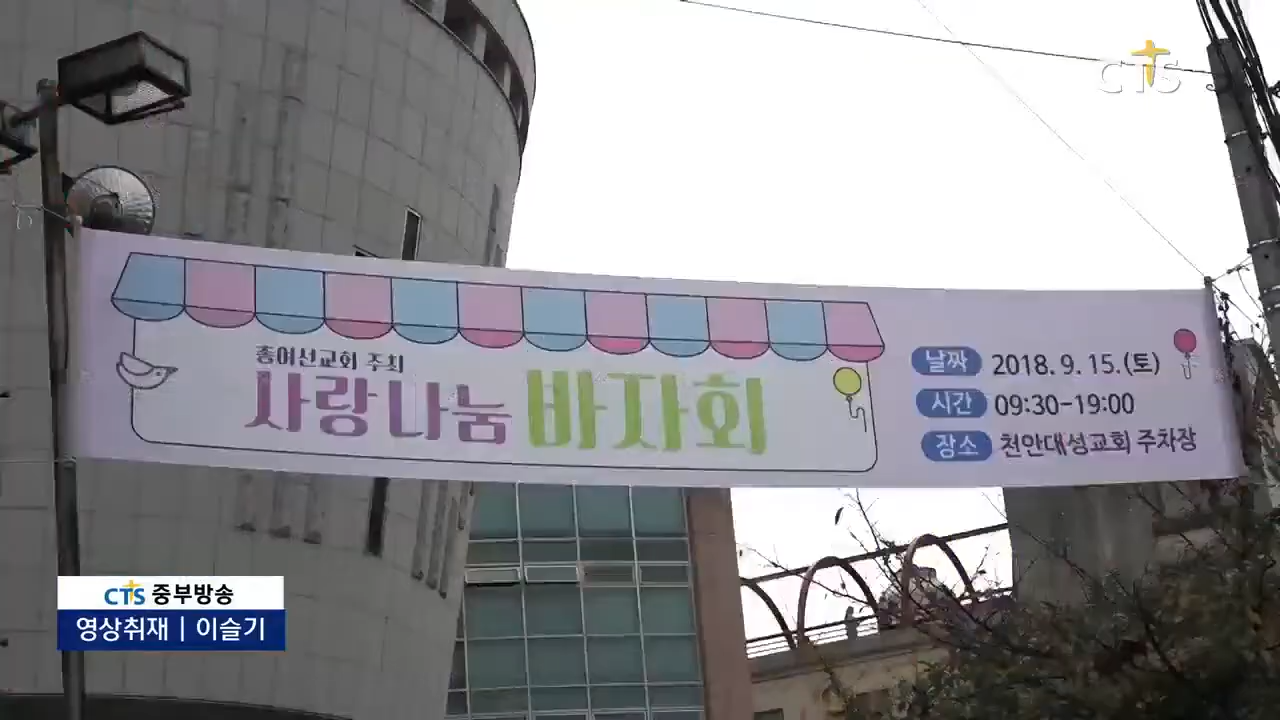 CTS
총여선교회 주최
사랑나눔 바자회
날짜 2018. 9. 15.(토)
시간 09:30-19:00
장소 천안대성교회 주차장
CTS 중부방송
영상취재 | 이슬기